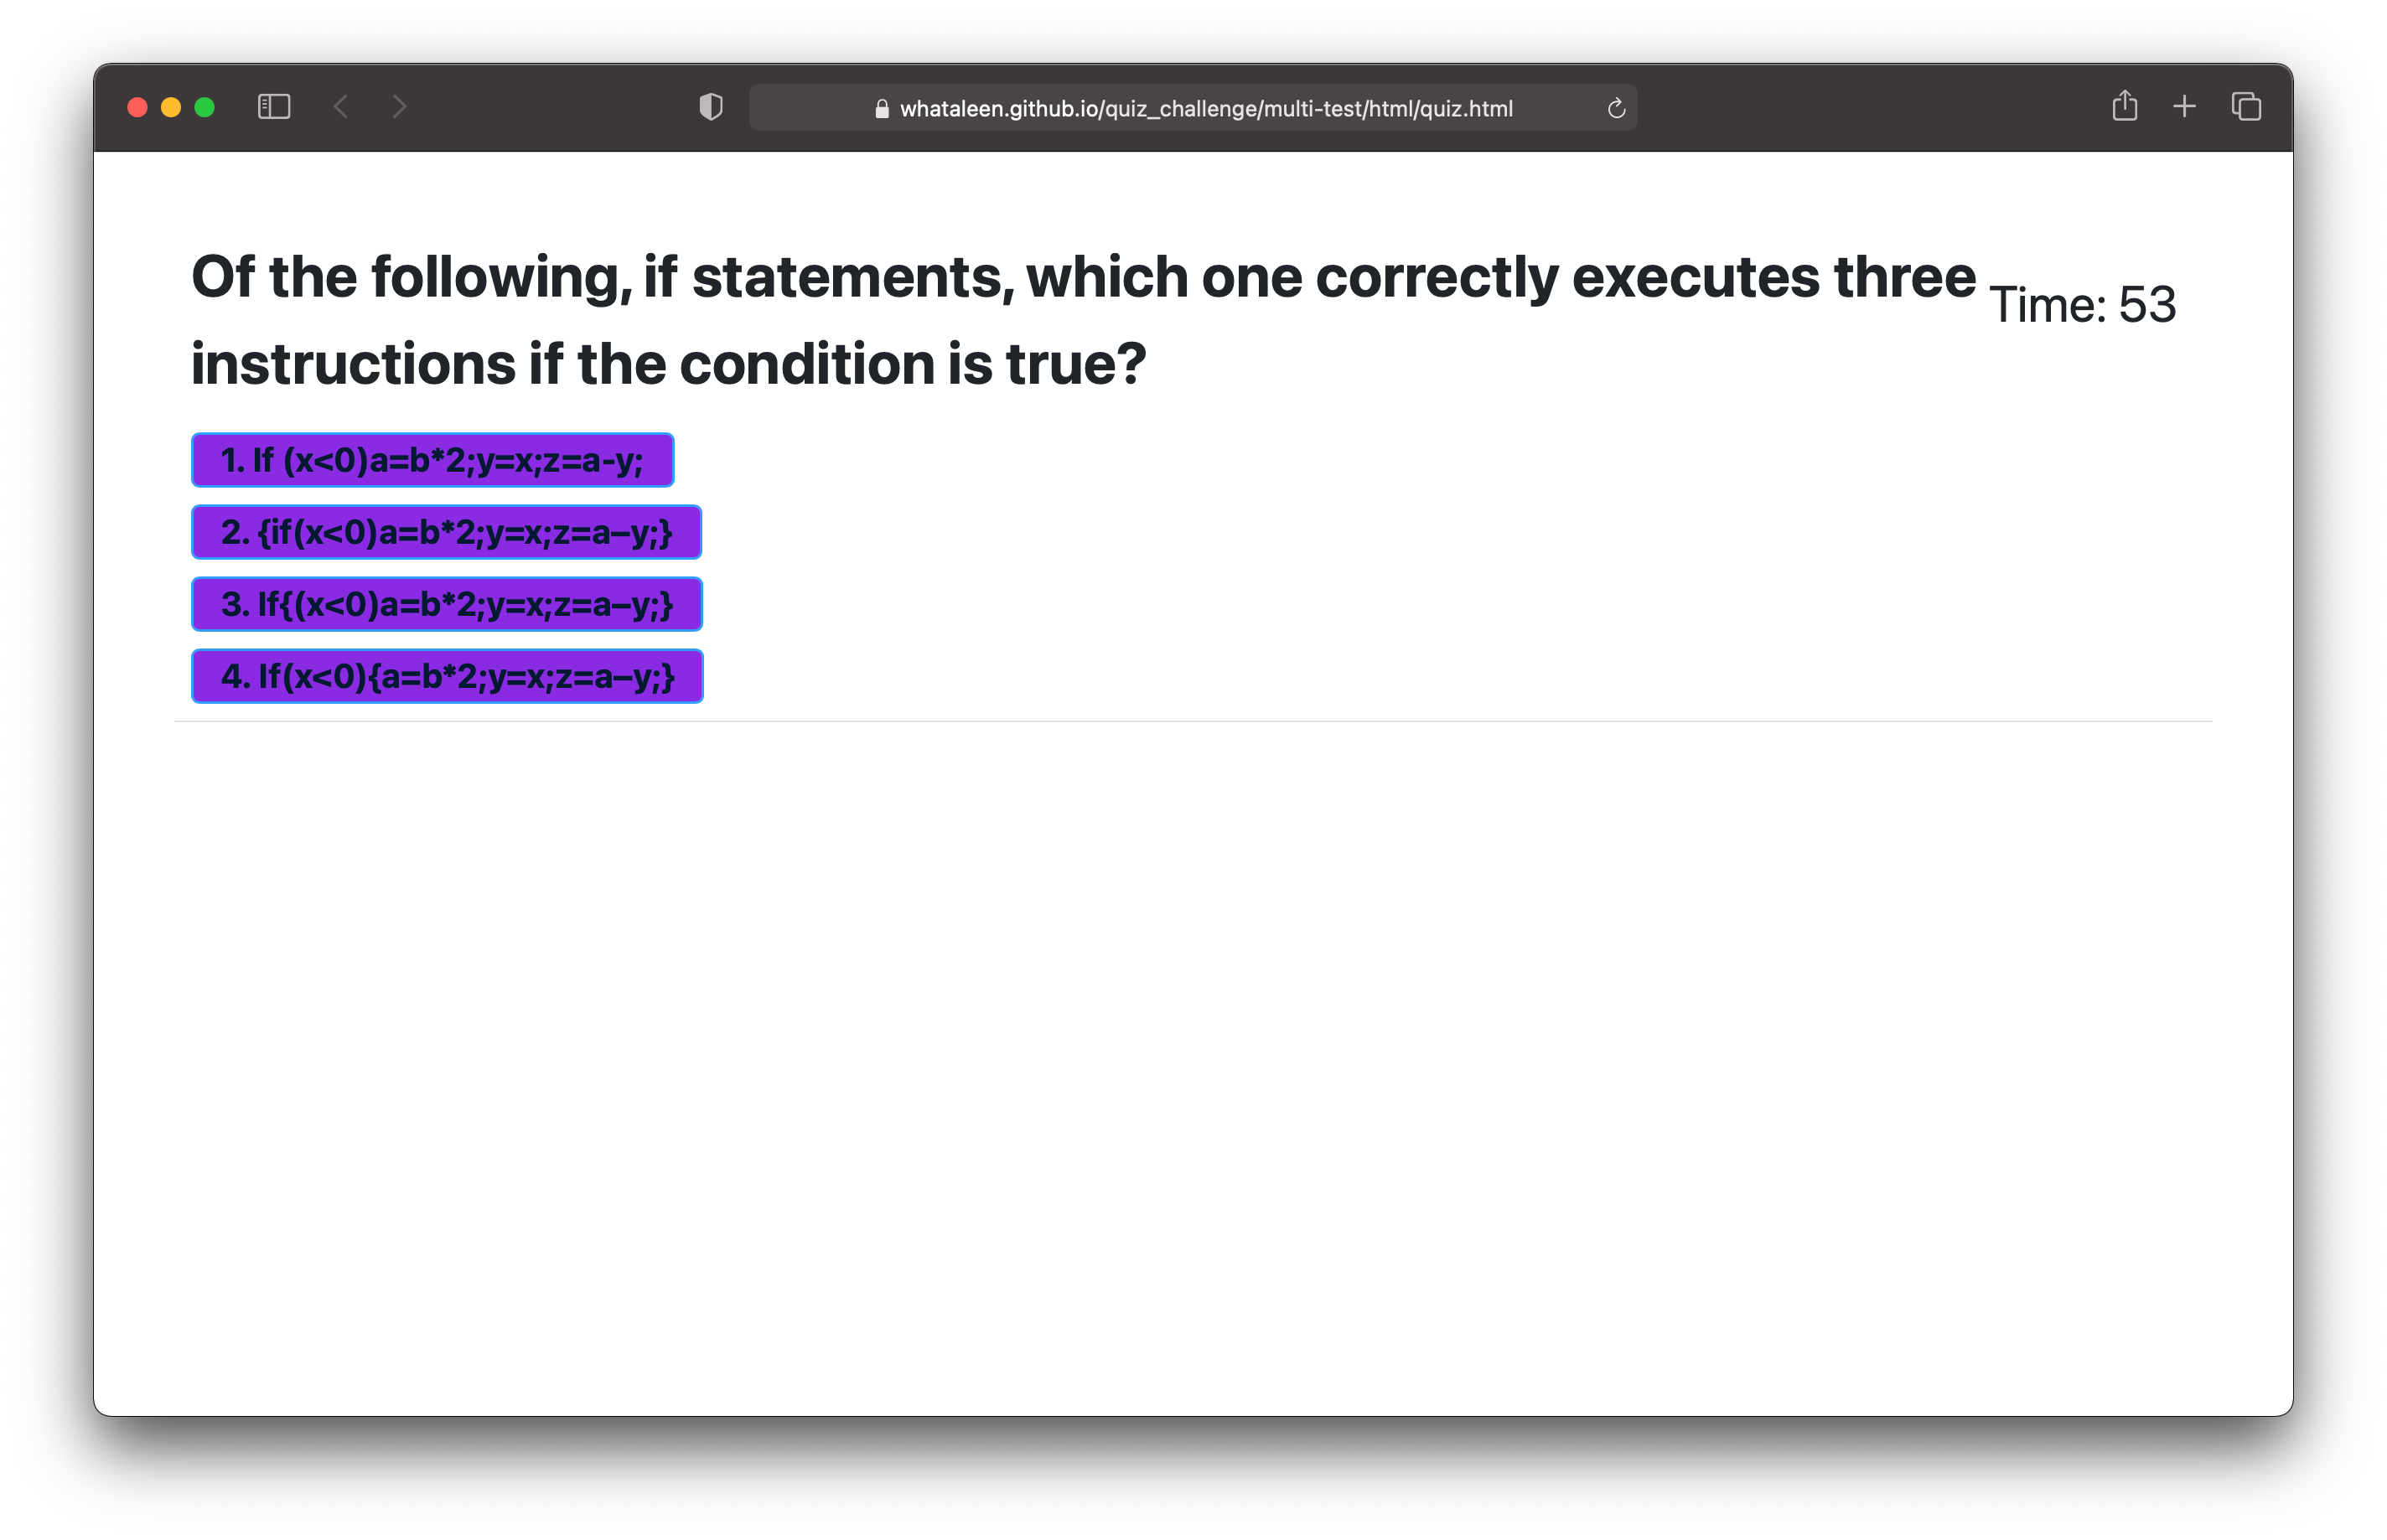 whataleen.github.io/quiz_challenge/multi-test/html/quiz.html
Of the following, if statements, which one correctly executes three
Time: 53
instructions if the condition is true?
1. If (x<0)a=b*2;y=x;z=a-y;
2. {if(x<0)a=b*2;y=x;z=a–y;}
3. If{(x<0)a=b*2;y=x;z=a–y;}
4. If(x<0){a=b*2;y=x;z=a–y;}